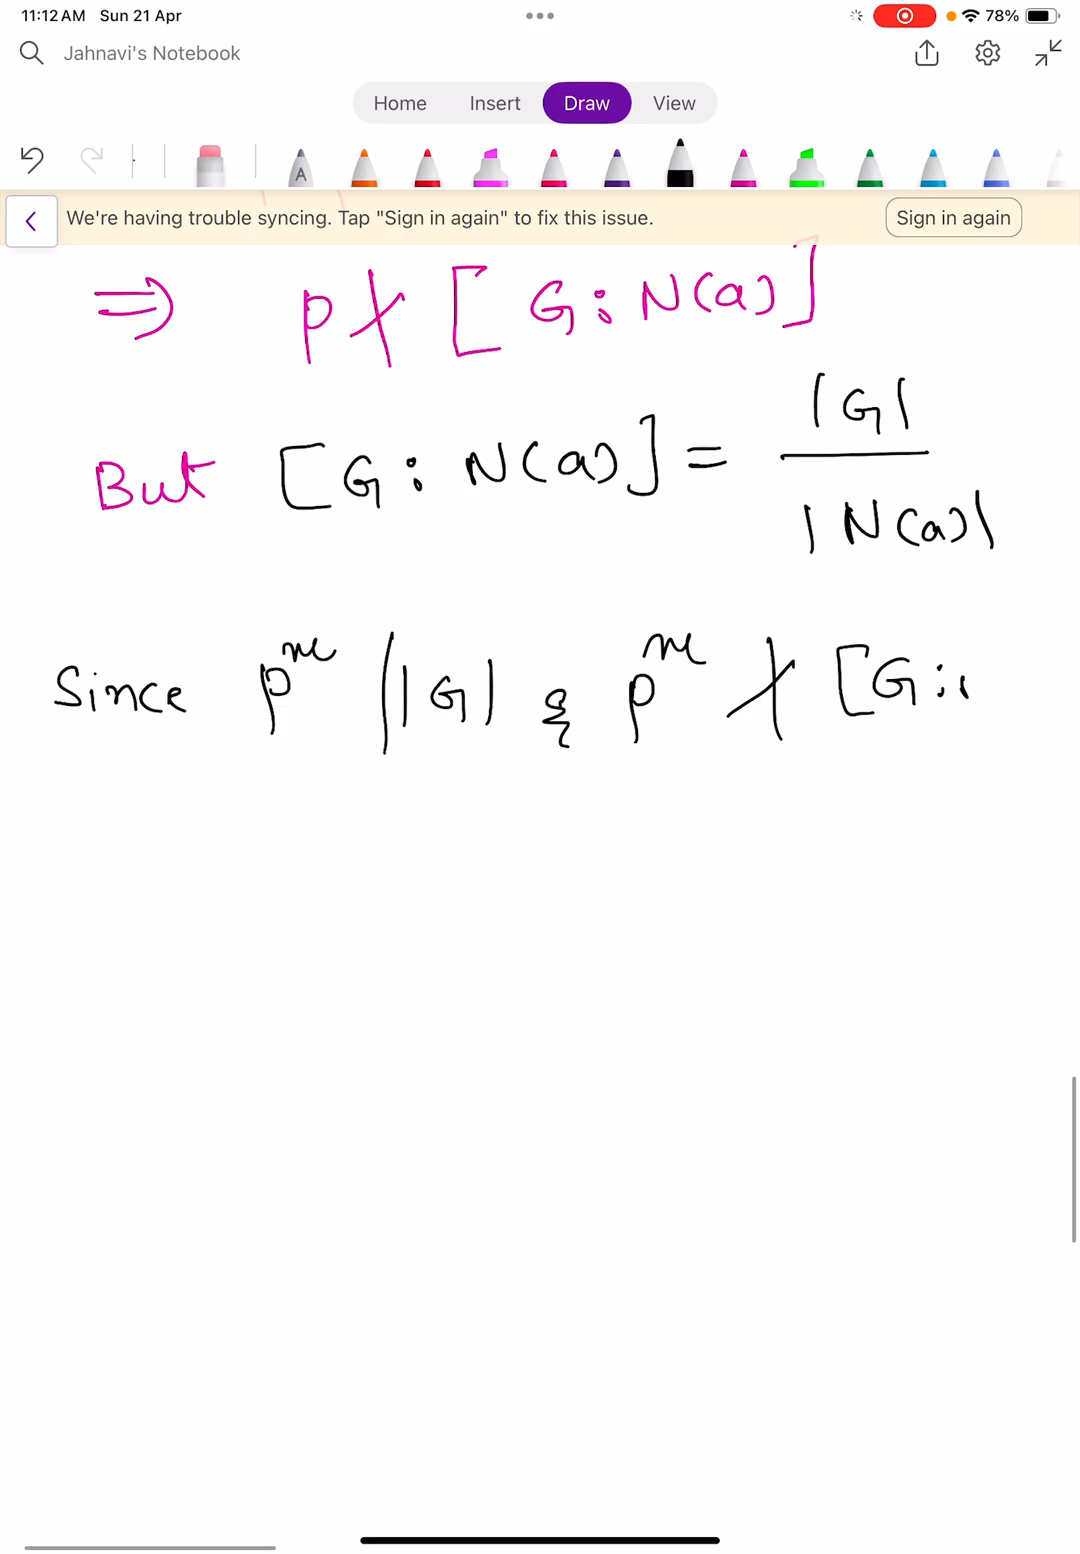 11:12 AM Sun 21 Apr 78%
Jahnavi's Notebook
Home Insert Draw View
A
We're having trouble syncing. Tap "Sign in again" to fix this issue. Sign in again
⇒ p ∤ [G : N(a)]
But [G : N(a)] = |G| / |N(a)|
Since p^m | |G| & p^m ∤ [G :